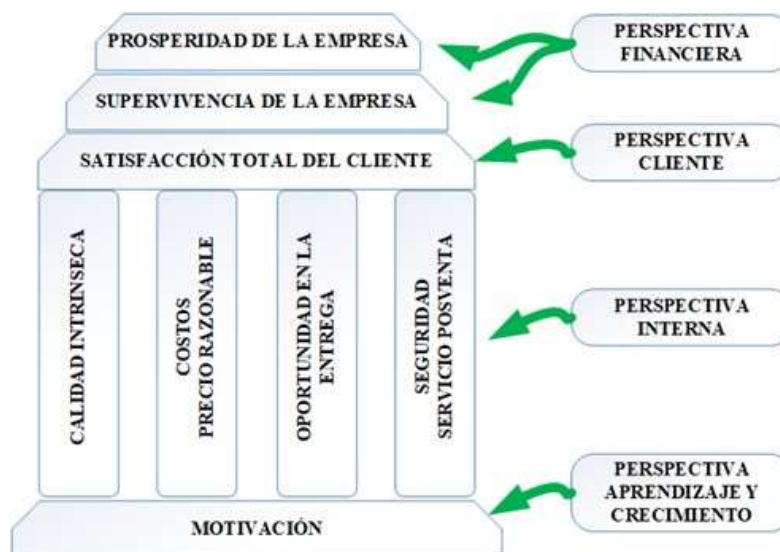 PROSPERIDAD DE LA EMPRESA
SUPERVIVENCIA DE LA EMPRESA
SATISFACCIÓN TOTAL DEL CLIENTE
CALIDAD INTRINSECA
COSTOS
PRECIO RAZONABLE
OPORTUNIDAD EN LA
ENTREGA
SEGURIDAD
SERVICIO POSVENTA
MOTIVACIÓN
PERSPECTIVA
FINANCIERA
PERSPECTIVA
CLIENTE
PERSPECTIVA
INTERNA
PERSPECTIVA
APRENDIZAJE Y
CRECIMIENTO